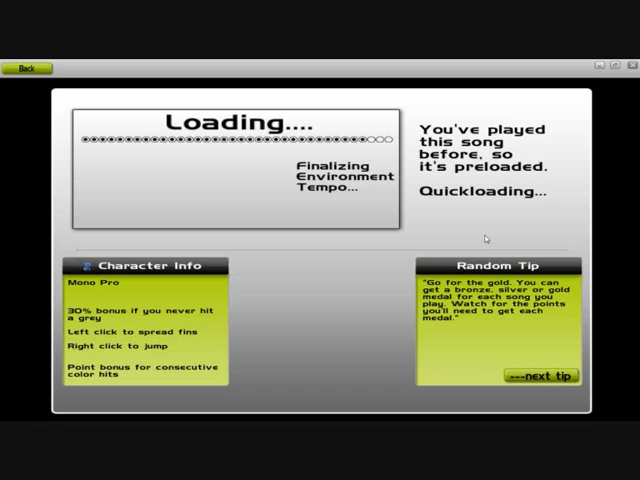 Back
Loading....
Finalizing
Environment
Tempo...
You've played
this song
before, so
it's preloaded.
Quickloading...
Character Info
Mono Pro
30% bonus if you never hit
a grey
Left click to spread fins
Right click to jump
Point bonus for consecutive
color hits
Random Tip
"Go for the gold. You can
get a bronze, silver or gold
medal for each song you
play. Watch for the points
you'll need to get each
medal."
---next tip